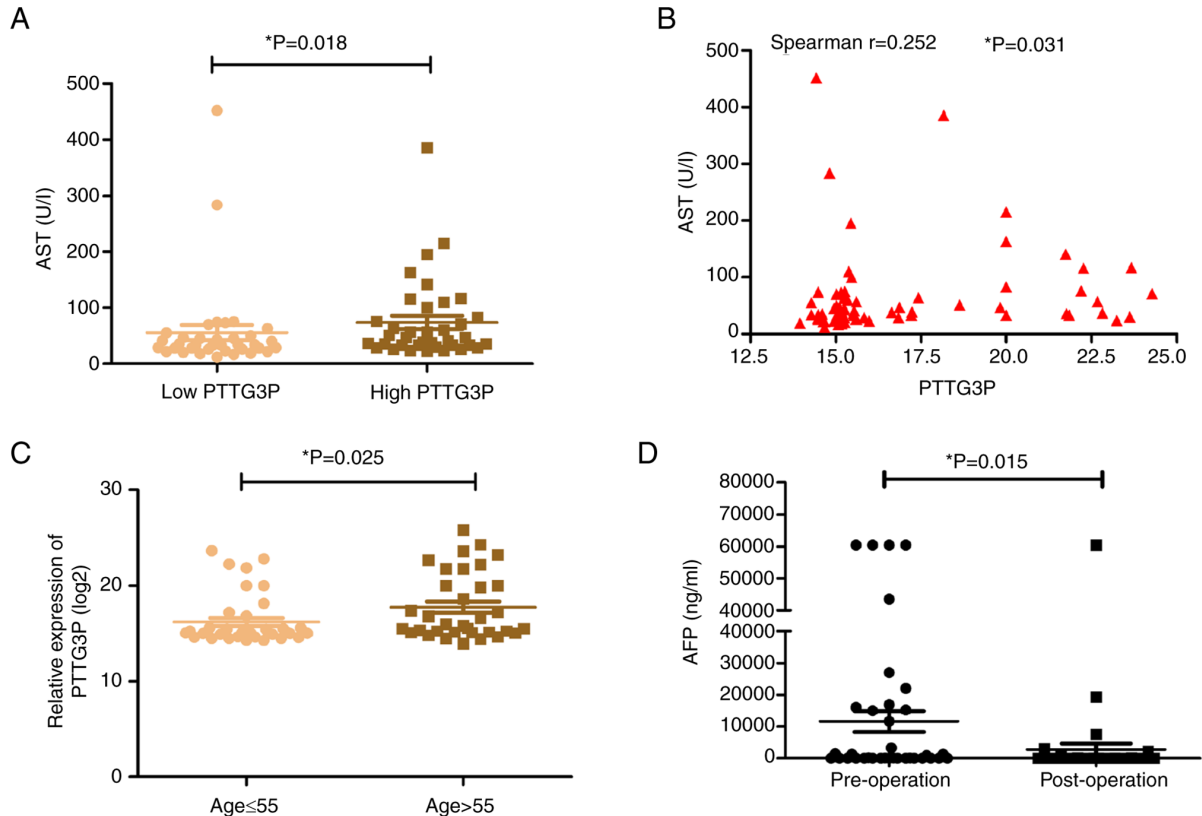 A
*P=0.018
AST (U/l)
500
400
300
200
100
0
Low PTTG3P
High PTTG3P
B
Spearman r=0.252
*P=0.031
AST (U/l)
500
400
300
200
100
0
12.5
15.0
17.5
20.0
22.5
25.0
PTTG3P
C
*P=0.025
Relative expression of
PTTG3P (log2)
30
20
10
0
Age≤55
Age>55
D
*P=0.015
AFP (ng/ml)
80000
70000
60000
50000
40000
40000
30000
20000
10000
0
Pre-operation
Post-operation